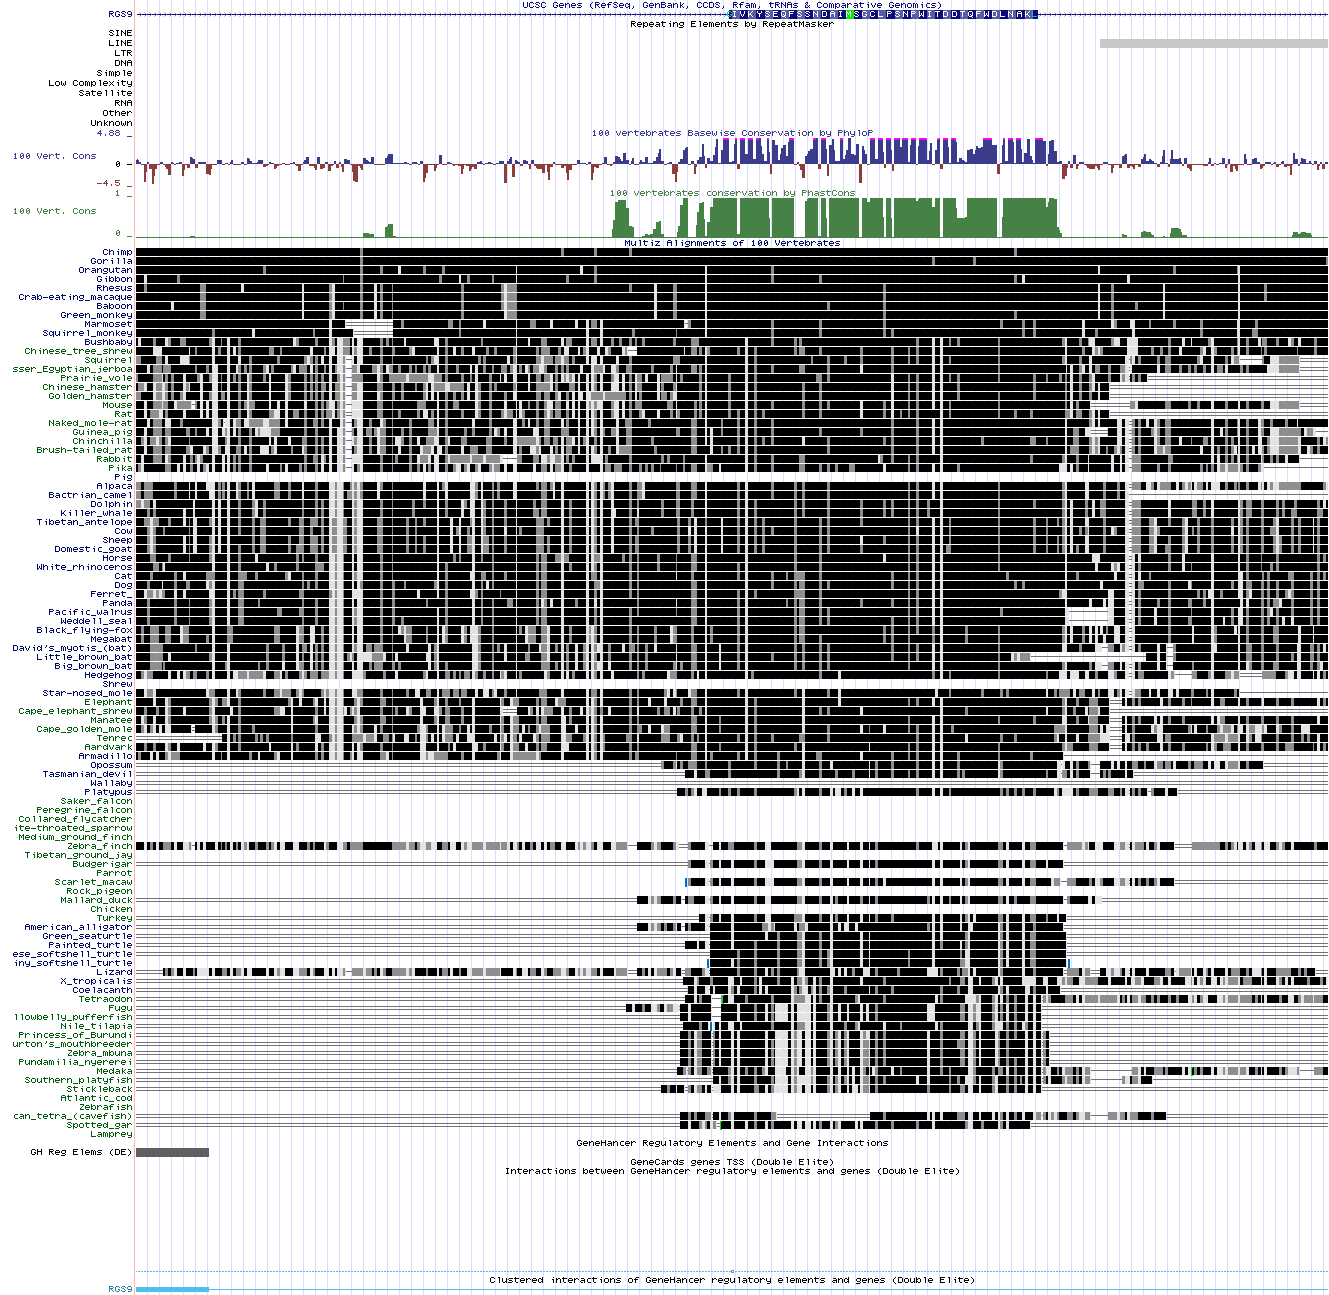 UCSC Genes (RefSeq, GenBank, CCDS, Rfam, tRNAs & Comparative Genomics)
RGS9
IVKYSEQFSSNDAIMSGCLPSNPWITDDTQFWDLNAKL
Repeating Elements by RepeatMasker
SINE
LINE
LTR
DNA
Simple
Low Complexity
Satellite
RNA
Other
Unknown
4.88 _
100 vertebrates Basewise Conservation by PhyloP
100 Vert. Cons
0 _
-4.5 _
1 _
100 vertebrates conservation by PhastCons
100 Vert. Cons
0 _
Multiz Alignments of 100 Vertebrates
Chimp
Gorilla
Orangutan
Gibbon
Rhesus
Crab-eating_macaque
Baboon
Green_monkey
Marmoset
Squirrel_monkey
Bushbaby
Chinese_tree_shrew
Squirrel
sser_Egyptian_jerboa
Prairie_vole
Chinese_hamster
Golden_hamster
Mouse
Rat
Naked_mole-rat
Guinea_pig
Chinchilla
Brush-tailed_rat
Rabbit
Pika
Pig
Alpaca
Bactrian_camel
Dolphin
Killer_whale
Tibetan_antelope
Cow
Sheep
Domestic_goat
Horse
White_rhinoceros
Cat
Dog
Ferret_
Panda
Pacific_walrus
Weddell_seal
Black_flying-fox
Megabat
David's_myotis_(bat)
Little_brown_bat
Big_brown_bat
Hedgehog
Shrew
Star-nosed_mole
Elephant
Cape_elephant_shrew
Manatee
Cape_golden_mole
Tenrec
Aardvark
Armadillo
Opossum
Tasmanian_devil
Wallaby
Platypus
Saker_falcon
Peregrine_falcon
Collared_flycatcher
ite-throated_sparrow
Medium_ground_finch
Zebra_finch
Tibetan_ground_jay
Budgerigar
Parrot
Scarlet_macaw
Rock_pigeon
Mallard_duck
Chicken
Turkey
American_alligator
Green_seaturtle
Painted_turtle
ese_softshell_turtle
iny_softshell_turtle
Lizard
X_tropicalis
Coelacanth
Tetraodon
Fugu
llowbelly_pufferfish
Nile_tilapia
Princess_of_Burundi
urton's_mouthbreeder
Zebra_mbuna
Pundamilia_nyererei
Medaka
Southern_platyfish
Stickleback
Atlantic_cod
Zebrafish
can_tetra_(cavefish)
Spotted_gar
Lamprey
GeneHancer Regulatory Elements and Gene Interactions
GH Reg Elems (DE)
GeneCards genes TSS (Double Elite)
Interactions between GeneHancer regulatory elements and genes (Double Elite)
Clustered interactions of GeneHancer regulatory elements and genes (Double Elite)
RGS9